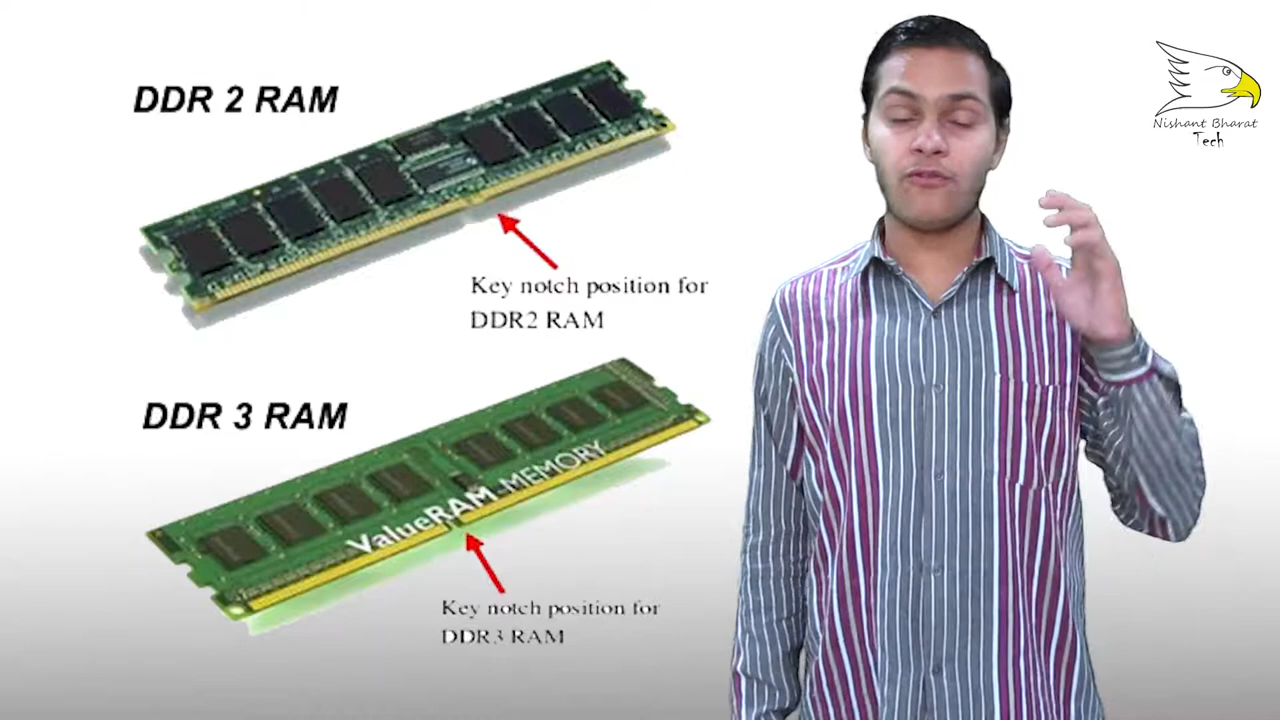 DDR 2 RAM
Key notch position for
DDR2 RAM
DDR 3 RAM
ValueRAM MEMORY
Key notch position for
DDR3 RAM
Nishant Bharat
Tech